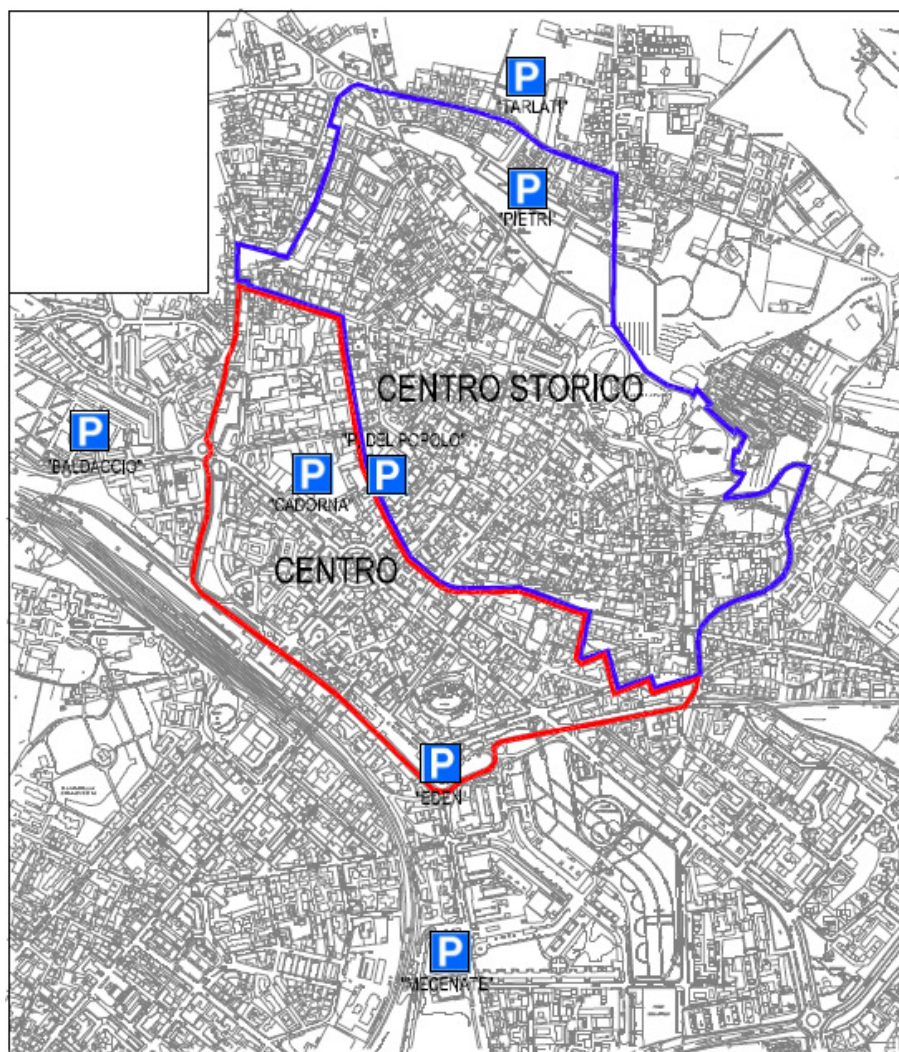 P
"TARLATI"
P
"PIETRI
CENTRO STORICO
P
"BALDACCIO"
"P. DEL POPOLO"
P
P
"CADORNA"
CENTRO
P
"EDEN
P
"MECENATE"